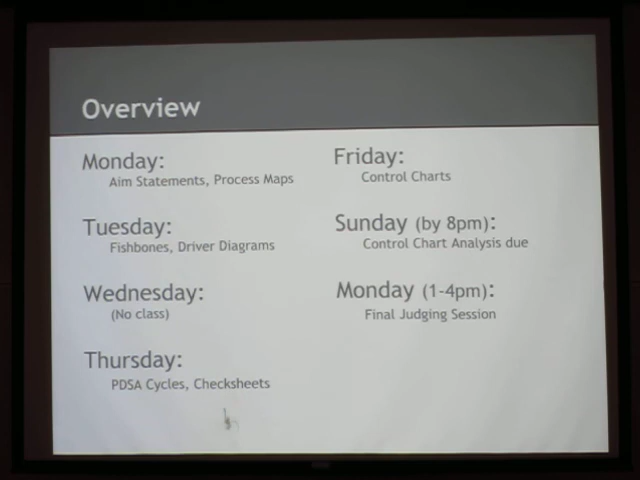 Overview
Monday:
Aim Statements, Process Maps
Tuesday:
Fishbones, Driver Diagrams
Wednesday:
(No class)
Thursday:
PDSA Cycles, Checksheets
Friday:
Control Charts
Sunday (by 8pm):
Control Chart Analysis due
Monday (1-4pm):
Final Judging Session